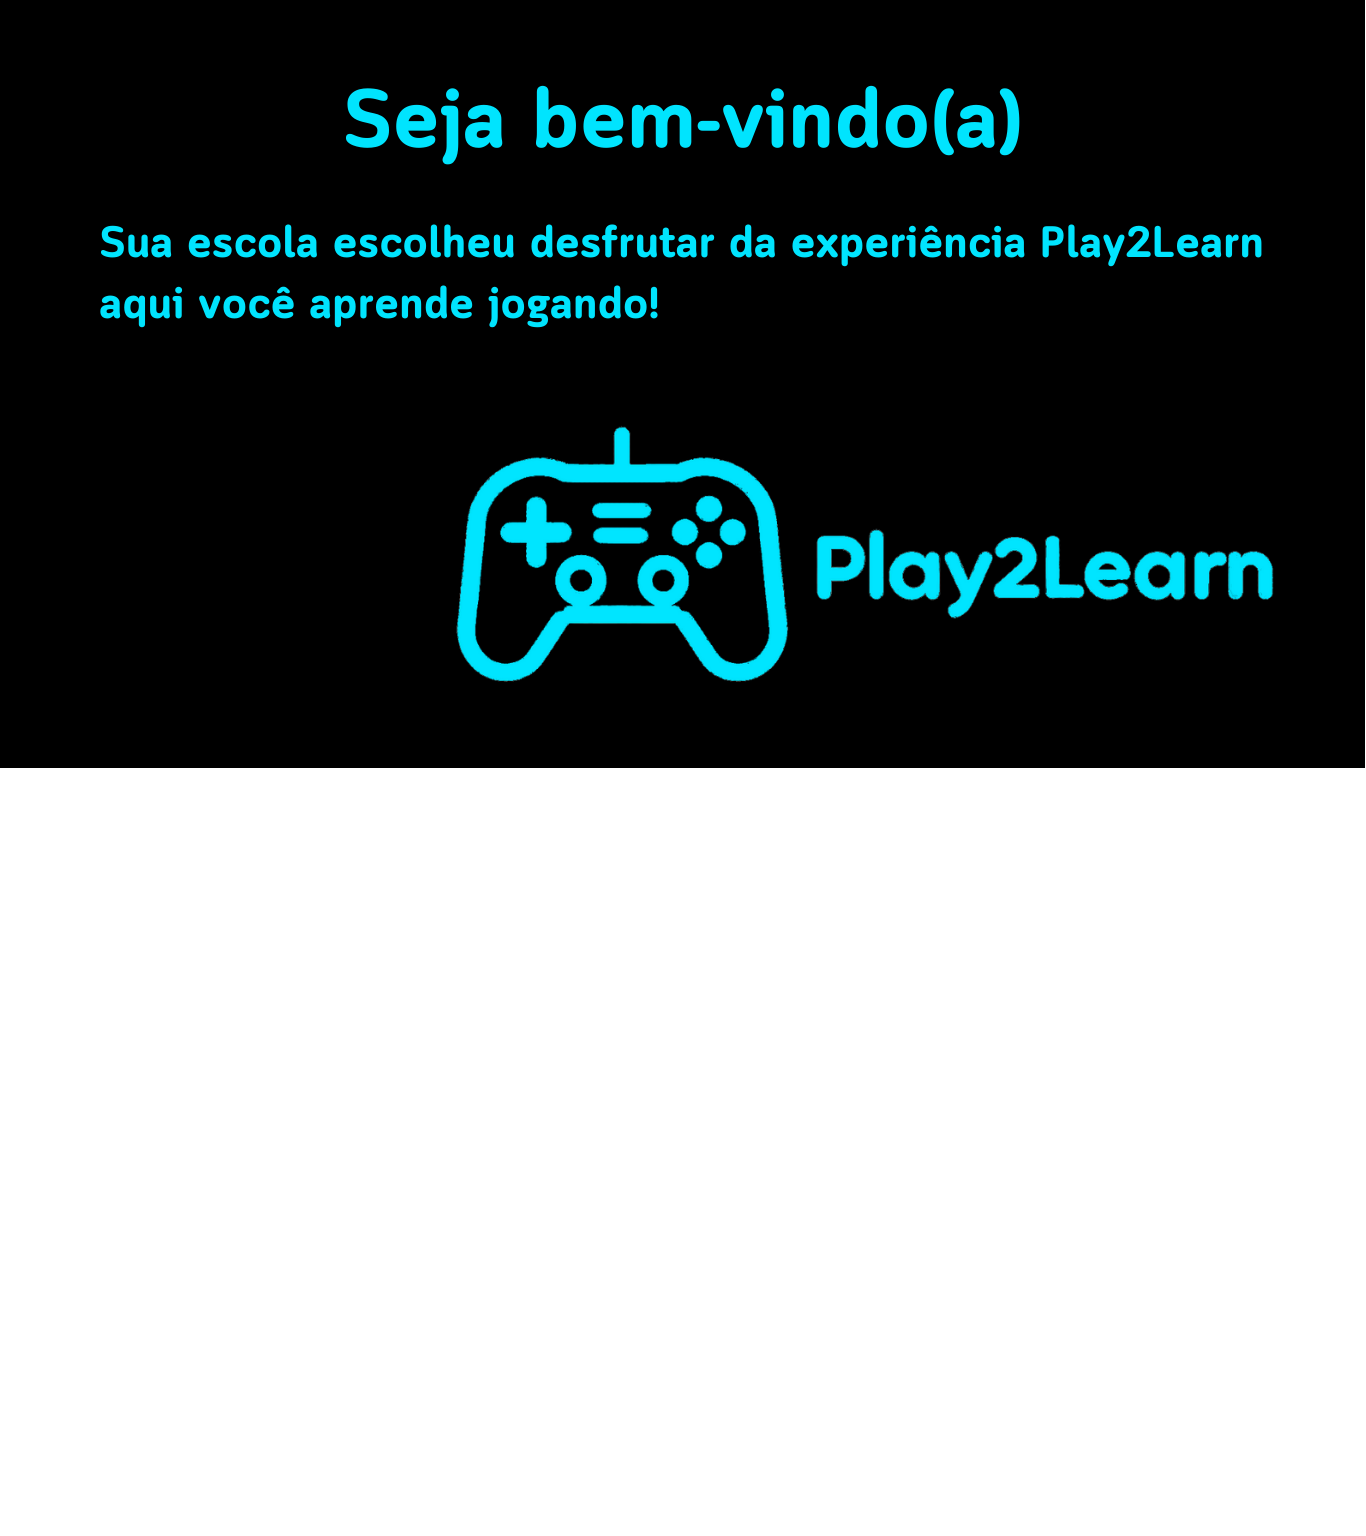 Seja bem-vindo(a)
Sua escola escolheu desfrutar da experiência Play2Learn
aqui você aprende jogando!
Play2Learn